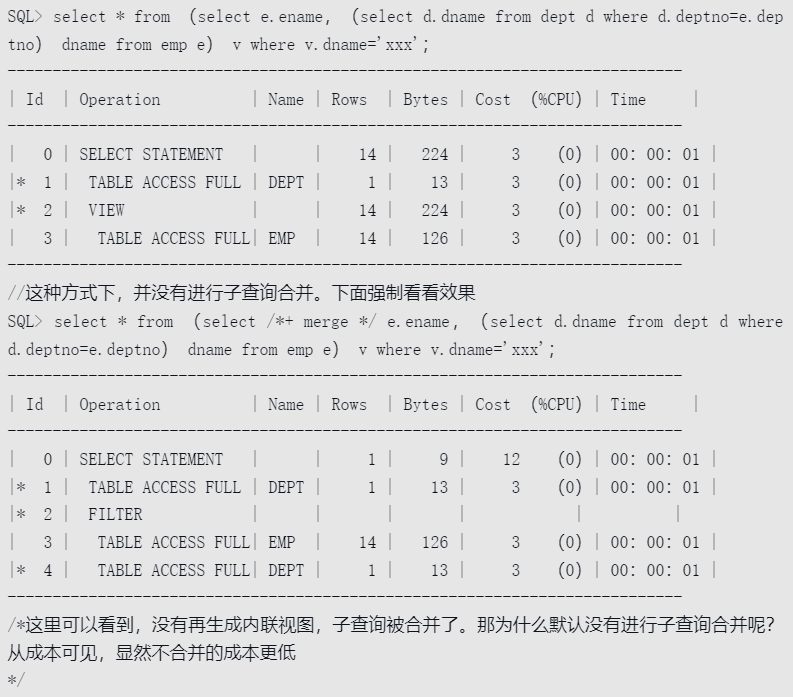 SQL> select * from (select e.ename, (select d.dname from dept d where d.deptno=e.dep
tno) dname from emp e) v where v.dname='xxx';
---------------------------------------------------------------------------
| Id  | Operation          | Name | Rows  | Bytes | Cost  (%CPU) | Time     |
---------------------------------------------------------------------------
|   0 | SELECT STATEMENT   |      |    14 |   224 |     3    (0) | 00: 00: 01 |
|*  1 |  TABLE ACCESS FULL | DEPT |     1 |    13 |     3    (0) | 00: 00: 01 |
|*  2 |  VIEW              |      |    14 |   224 |     3    (0) | 00: 00: 01 |
|   3 |   TABLE ACCESS FULL| EMP  |    14 |   126 |     3    (0) | 00: 00: 01 |
---------------------------------------------------------------------------
//这种方式下，并没有进行子查询合并。下面强制看看效果
SQL> select * from (select /*+ merge */ e.ename, (select d.dname from dept d where
d.deptno=e.deptno) dname from emp e) v where v.dname='xxx';
---------------------------------------------------------------------------
| Id  | Operation          | Name | Rows  | Bytes | Cost  (%CPU) | Time     |
---------------------------------------------------------------------------
|   0 | SELECT STATEMENT   |      |     1 |     9 |    12    (0) | 00: 00: 01 |
|*  1 |  TABLE ACCESS FULL | DEPT |     1 |    13 |     3    (0) | 00: 00: 01 |
|*  2 |  FILTER            |      |       |       |            |          |
|   3 |   TABLE ACCESS FULL| EMP  |    14 |   126 |     3    (0) | 00: 00: 01 |
|*  4 |   TABLE ACCESS FULL| DEPT |     1 |    13 |     3    (0) | 00: 00: 01 |
---------------------------------------------------------------------------
/*这里可以看到，没有再生成内联视图，子查询被合并了。那为什么默认没有进行子查询合并呢？
从成本可见，显然不合并的成本更低
*/